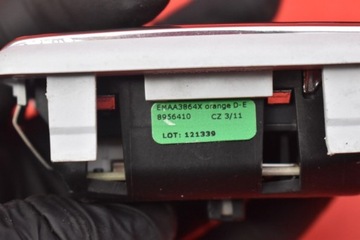 EMAA3864X orange D-E
8956410 CZ 3/11
LOT: 121339